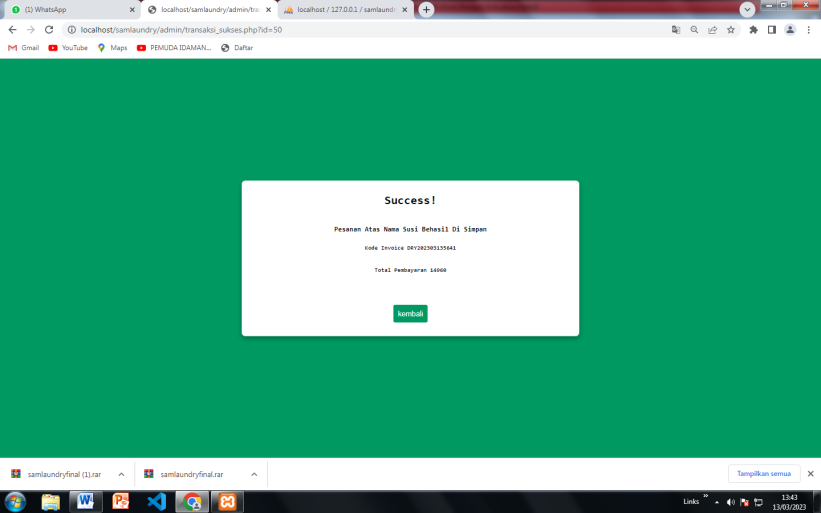 (1) WhatsApp
localhost/samlaundry/admin/tra
localhost / 127.0.0.1 / samlaund
localhost/samlaundry/admin/transaksi_sukses.php?id=50
Gmail YouTube Maps PEMUDA IDAMAN... Daftar
Success!
Pesanan Atas Nama Susi Behasil Di Simpan
Kode Invoice
Total Pembayaran
kembali
samlaundryfinal (1).rar
samlaundryfinal.rar
Tampilkan semua
Links
13:43
13/03/2023